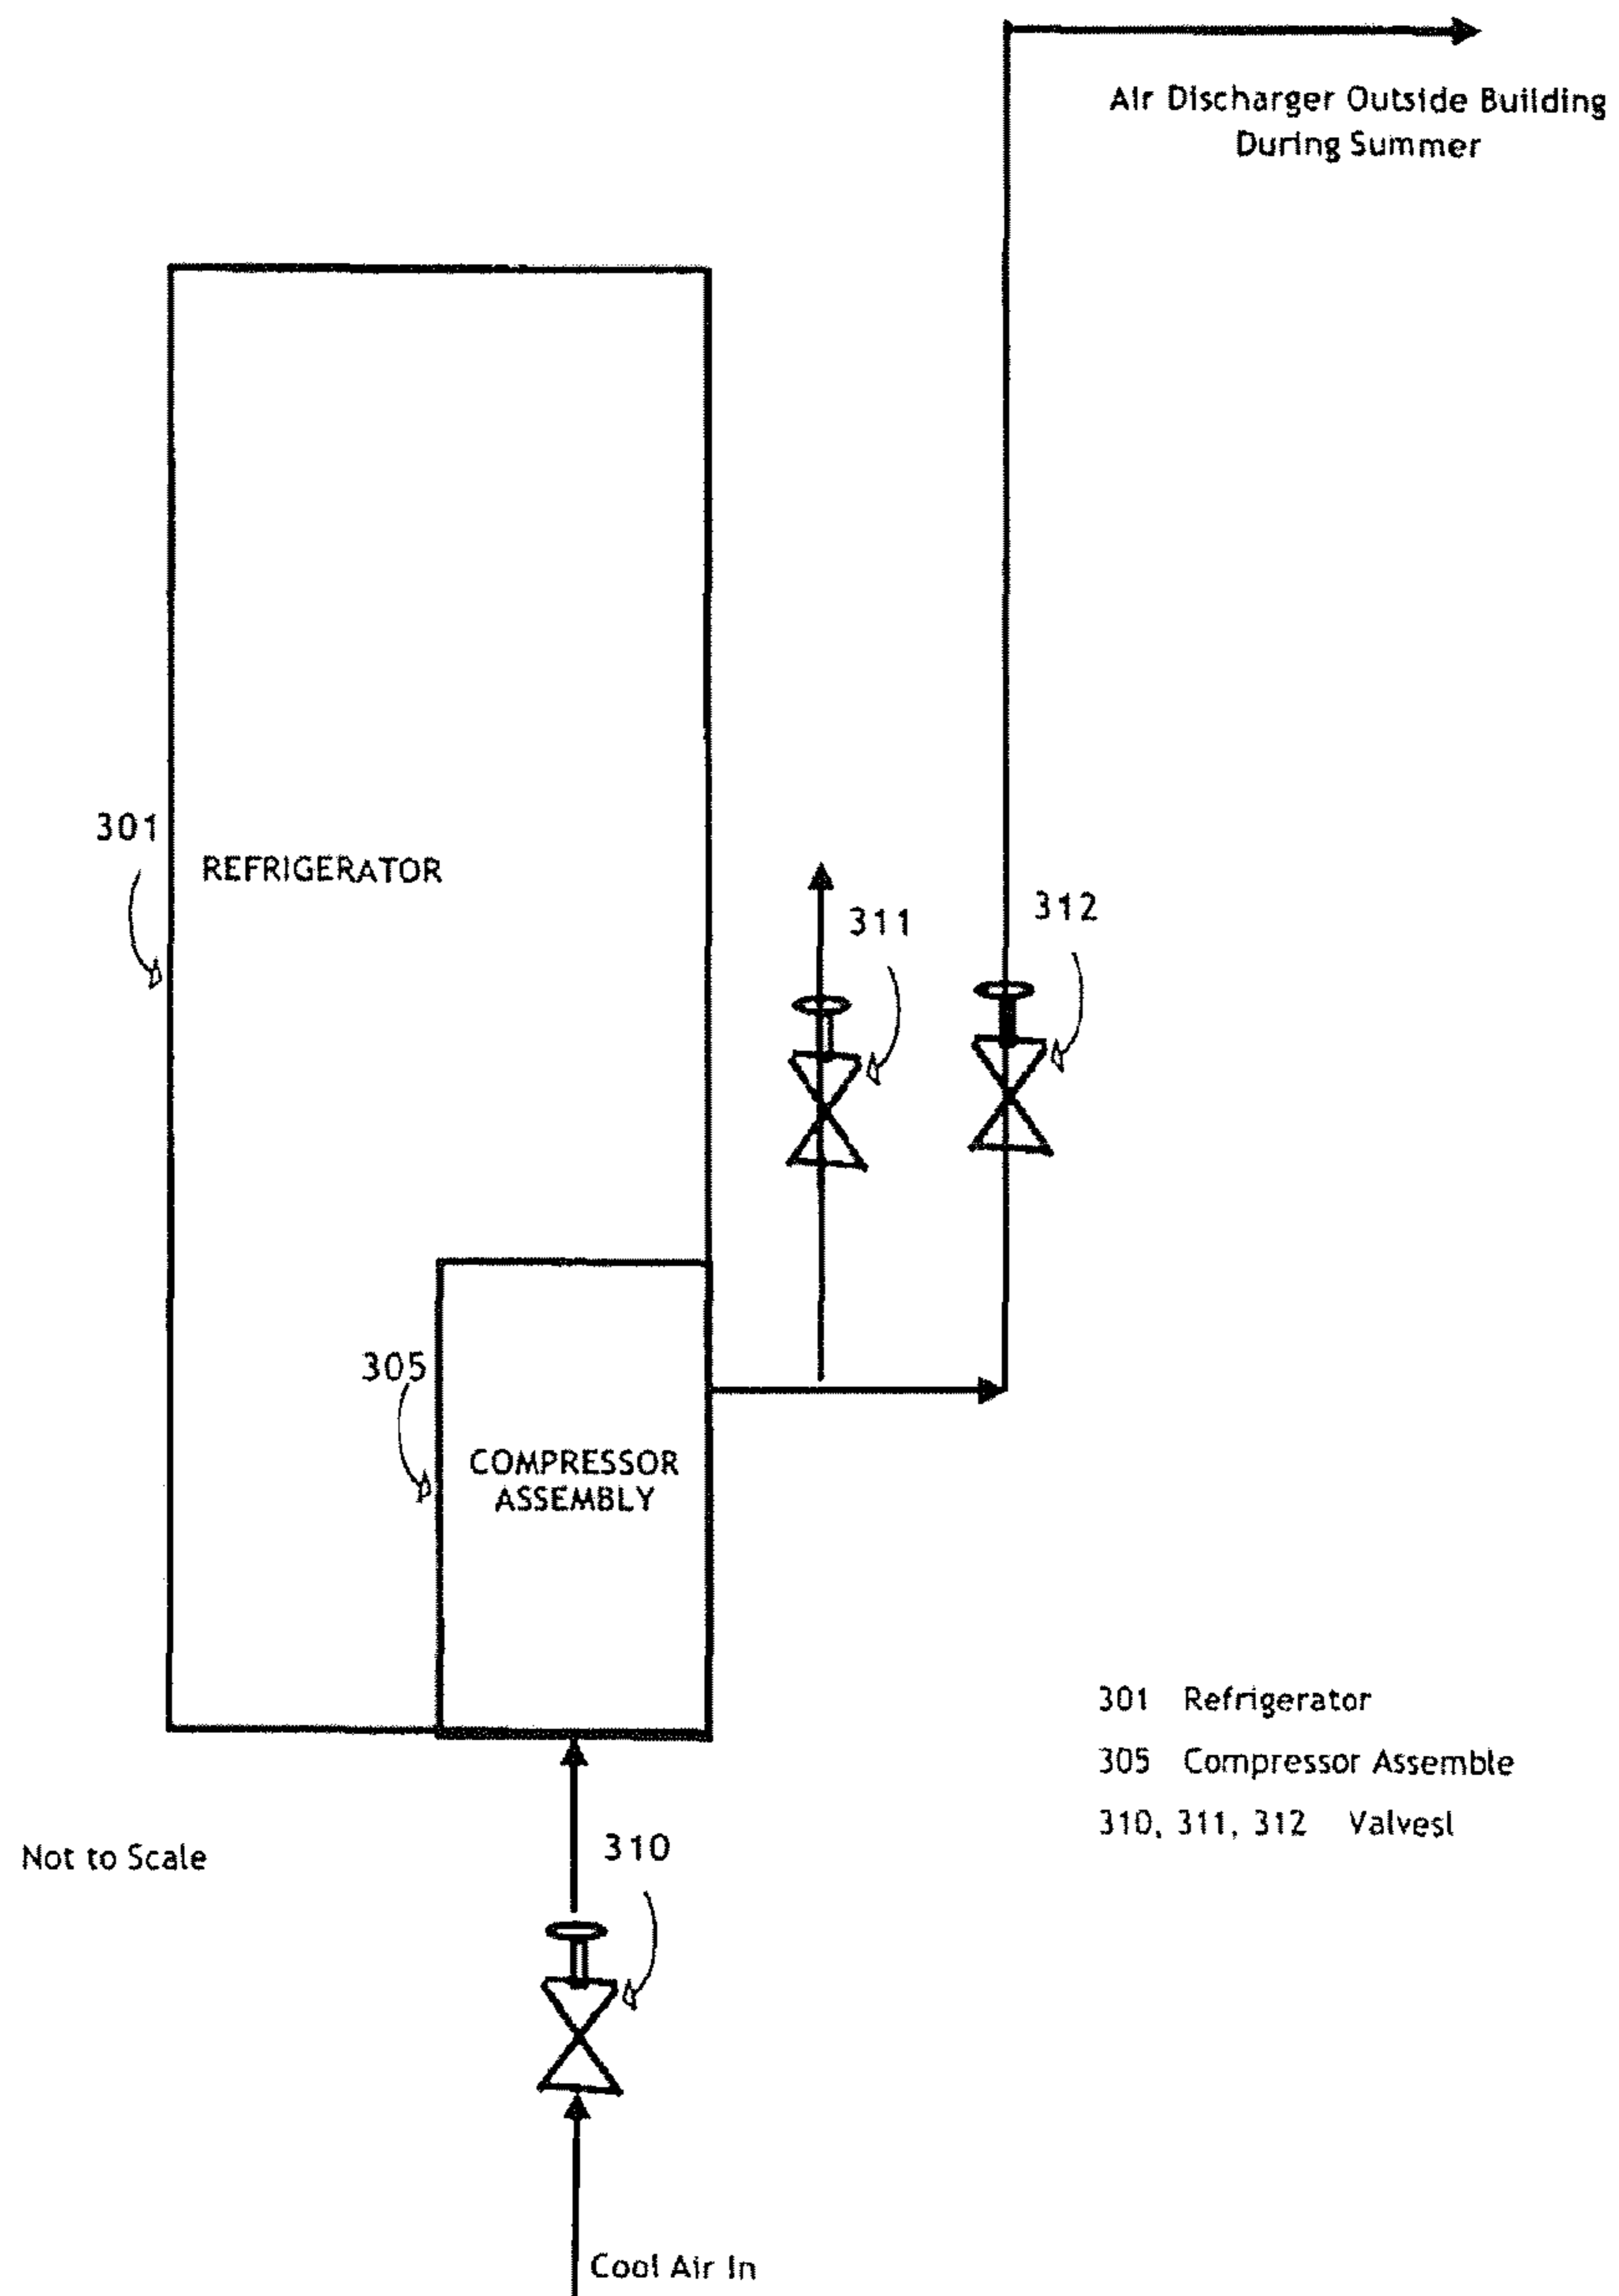 Air Discharger Outside Building
During Summer
301
REFRIGERATOR
311
312
305
COMPRESSOR
ASSEMBLY
301 Refrigerator
305 Compressor Assemble
310, 311, 312 Valvesl
Not to Scale
310
Cool Air In